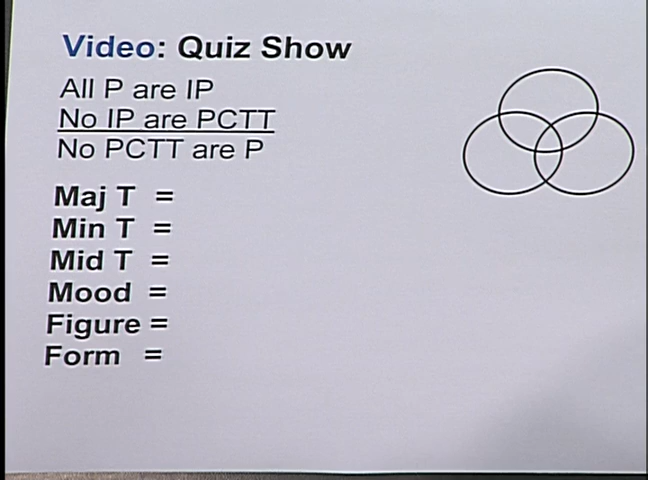 Video: Quiz Show
All P are IP
No IP are PCTT
No PCTT are P
Maj T =
Min T =
Mid T =
Mood =
Figure =
Form =